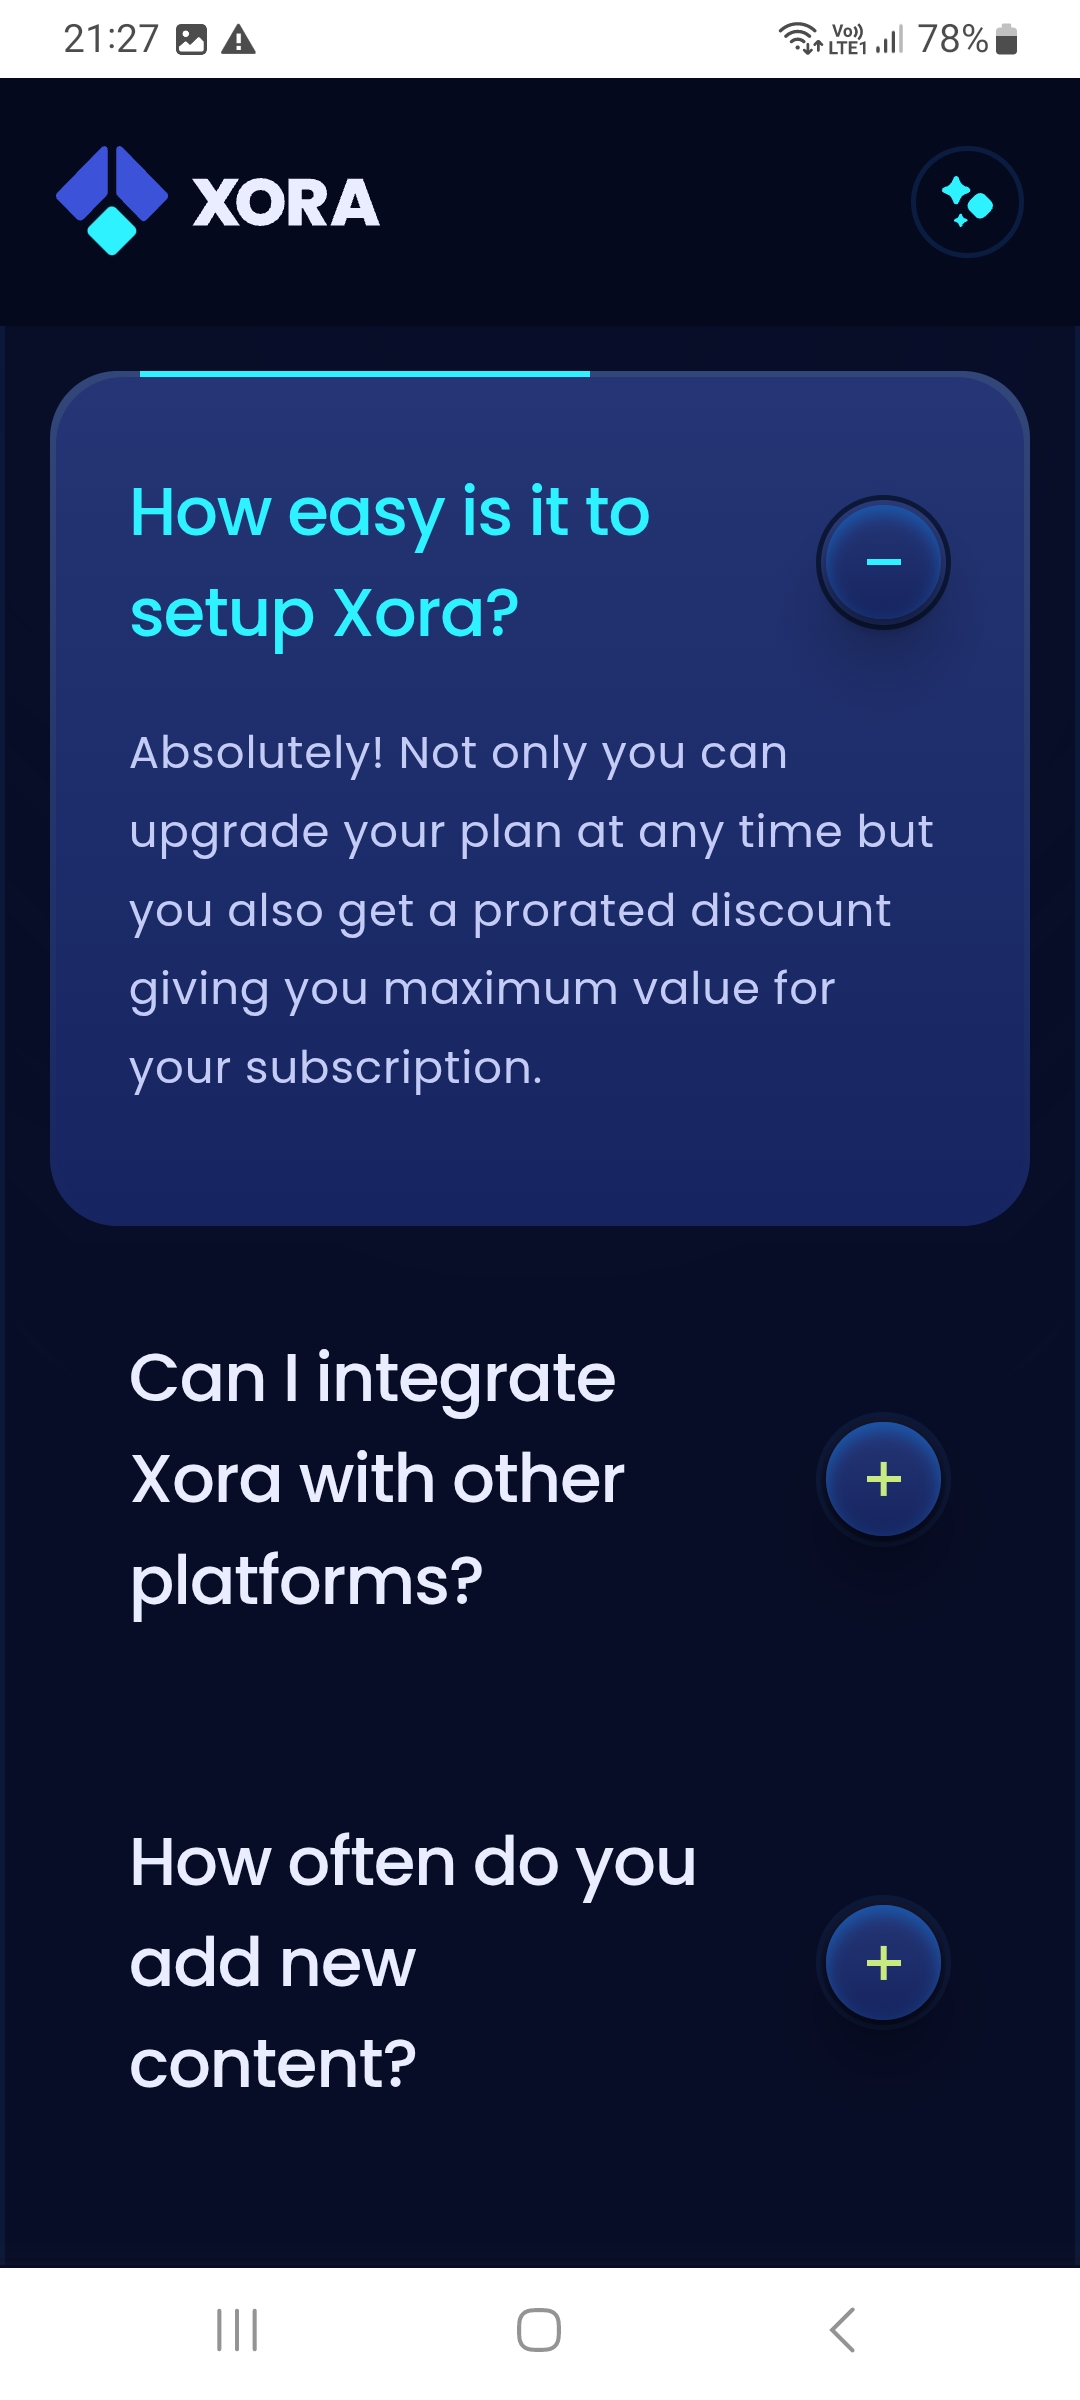 21:27
Vo)) LTE1 78%
XORA
How easy is it to
setup Xora?
Absolutely! Not only you can
upgrade your plan at any time but
you also get a prorated discount
giving you maximum value for
your subscription.
Can I integrate
Xora with other
platforms?
How often do you
add new
content?